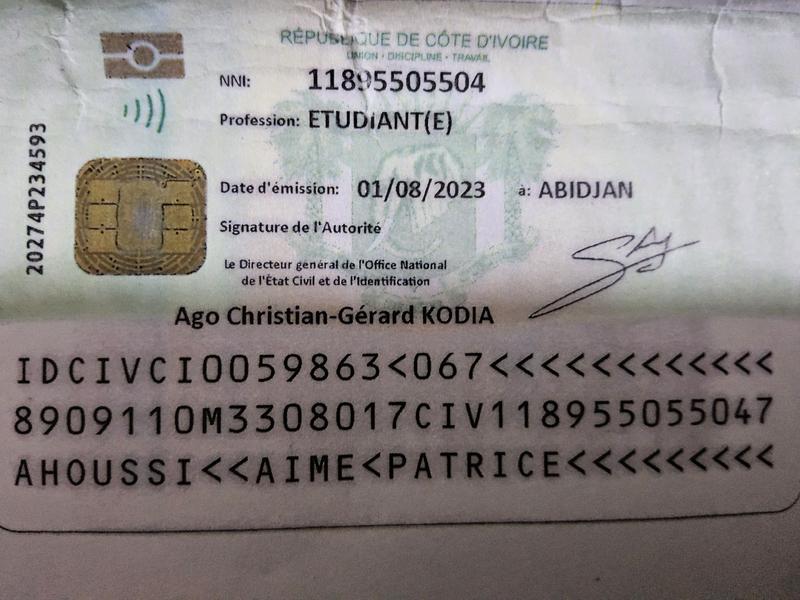 RÉPUBLIQUE DE CÔTE D'IVOIRE
UNION - DISCIPLINE - TRAVAIL
NNI: 11895505504
Profession: ETUDIANT(E)
20274P234593
Date d'émission: 01/08/2023 à: ABIDJAN
Signature de l'Autorité
Le Directeur général de l'Office National
de l'État Civil et de l'Identification
Ago Christian-Gérard KODIA
IDCIVCI0059863<067<<<<<<<<<<<<
8909110M3308017CIV118955055047
AHOUSSI<<AIME<PATRICE<<<<<<<<<